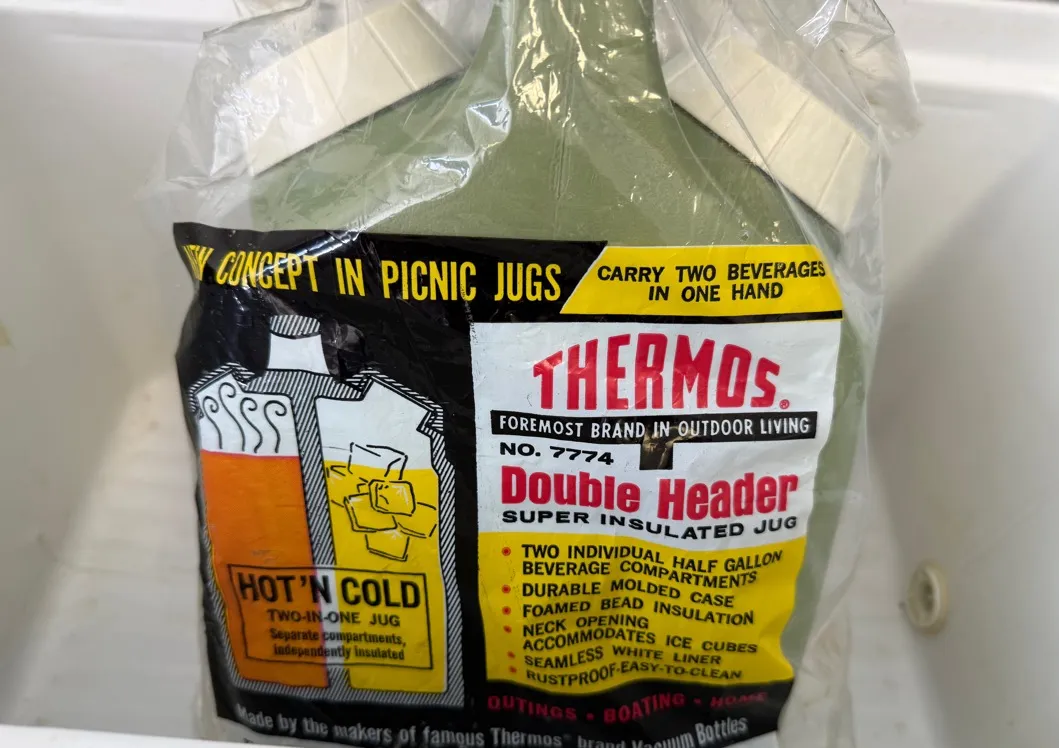 CONCEPT IN PICNIC JUGS
CARRY TWO BEVERAGES
IN ONE HAND
THERMOS®
FOREMOST BRAND IN OUTDOOR LIVING
NO. 7774
Double Header
SUPER INSULATED JUG
• TWO INDIVIDUAL HALF GALLON
BEVERAGE COMPARTMENTS
• DURABLE MOLDED CASE
• FOAMED BEAD INSULATION
• NECK OPENING
ACCOMMODATES ICE CUBES
• SEAMLESS WHITE LINER
• RUSTPROOF-EASY-TO-CLEAN
HOT'N COLD
TWO-IN-ONE JUG
Separate compartments,
independently insulated
OUTINGS • BOATING • HOME
Made by the makers of famous Thermos® brand Vacuum Bottles